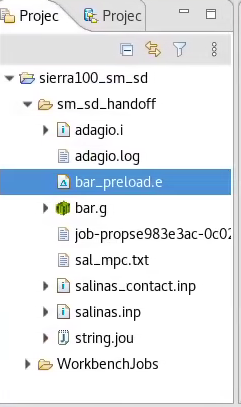 Projec
Projec
sierra100_sm_sd
sm_sd_handoff
adagio.i
adagio.log
bar_preload.e
bar.g
job-propse983e3ac-0c02
sal_mpc.txt
salinas_contact.inp
salinas.inp
string.jou
WorkbenchJobs